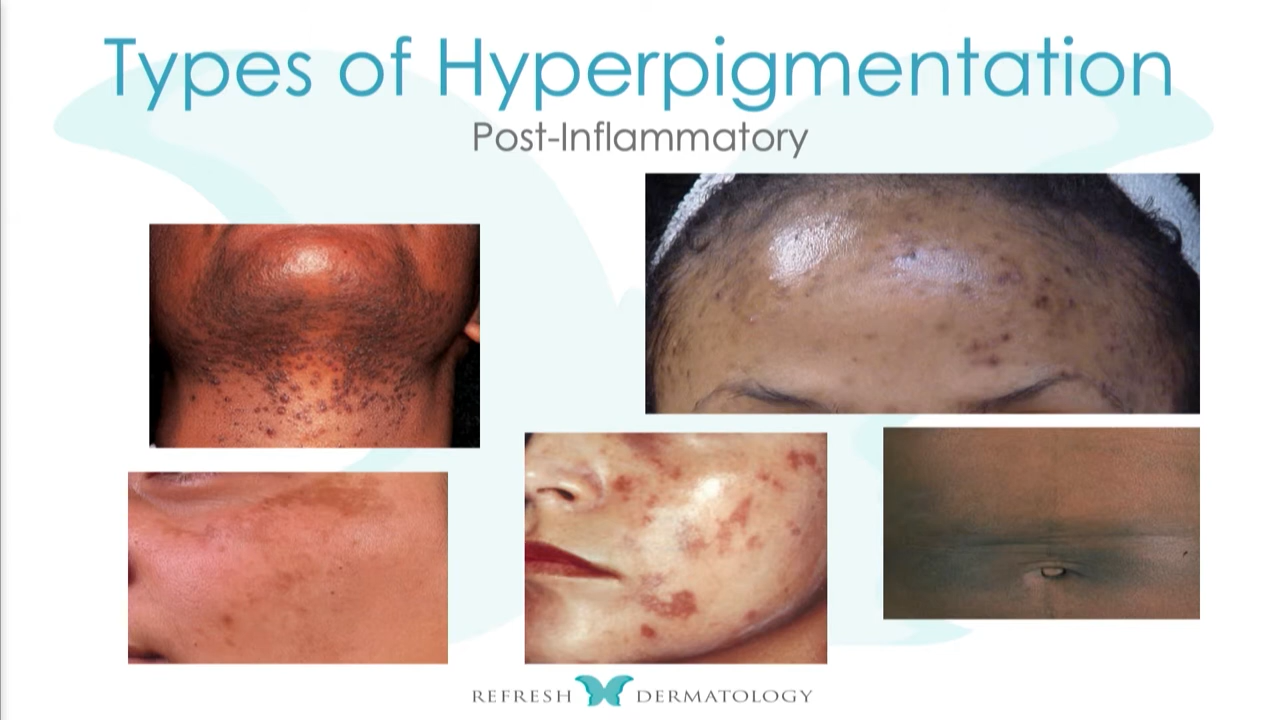 Types of Hyperpigmentation
Post-Inflammatory
REFRESH DERMATOLOGY